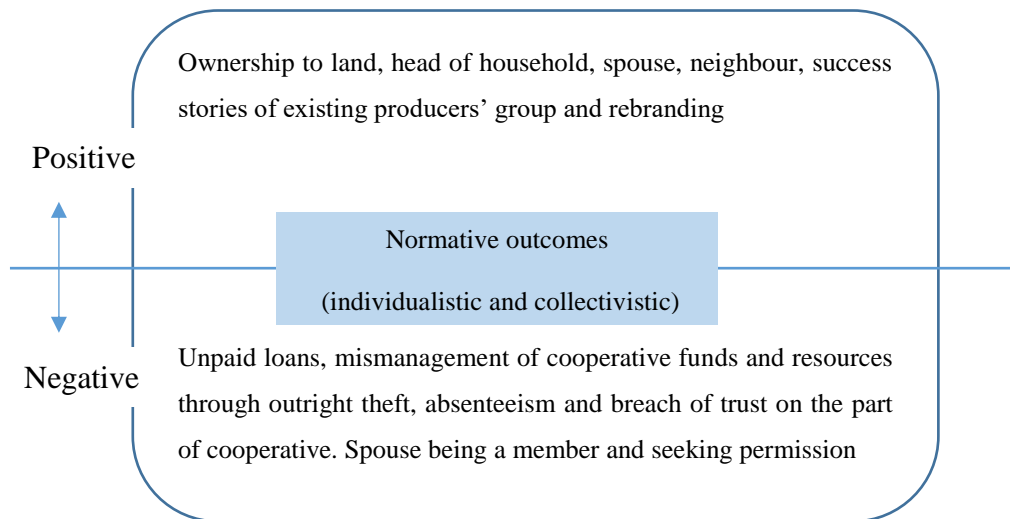 Ownership to land, head of household, spouse, neighbour, success
stories of existing producers’ group and rebranding
Positive
Normative outcomes
(individualistic and collectivistic)
Negative
Unpaid loans, mismanagement of cooperative funds and resources
through outright theft, absenteeism and breach of trust on the part
of cooperative. Spouse being a member and seeking permission